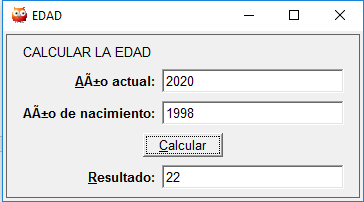 EDAD
CALCULAR LA EDAD
AÃ±o actual: 2020
AÃ±o de nacimiento: 1998
Calcular
Resultado: 22